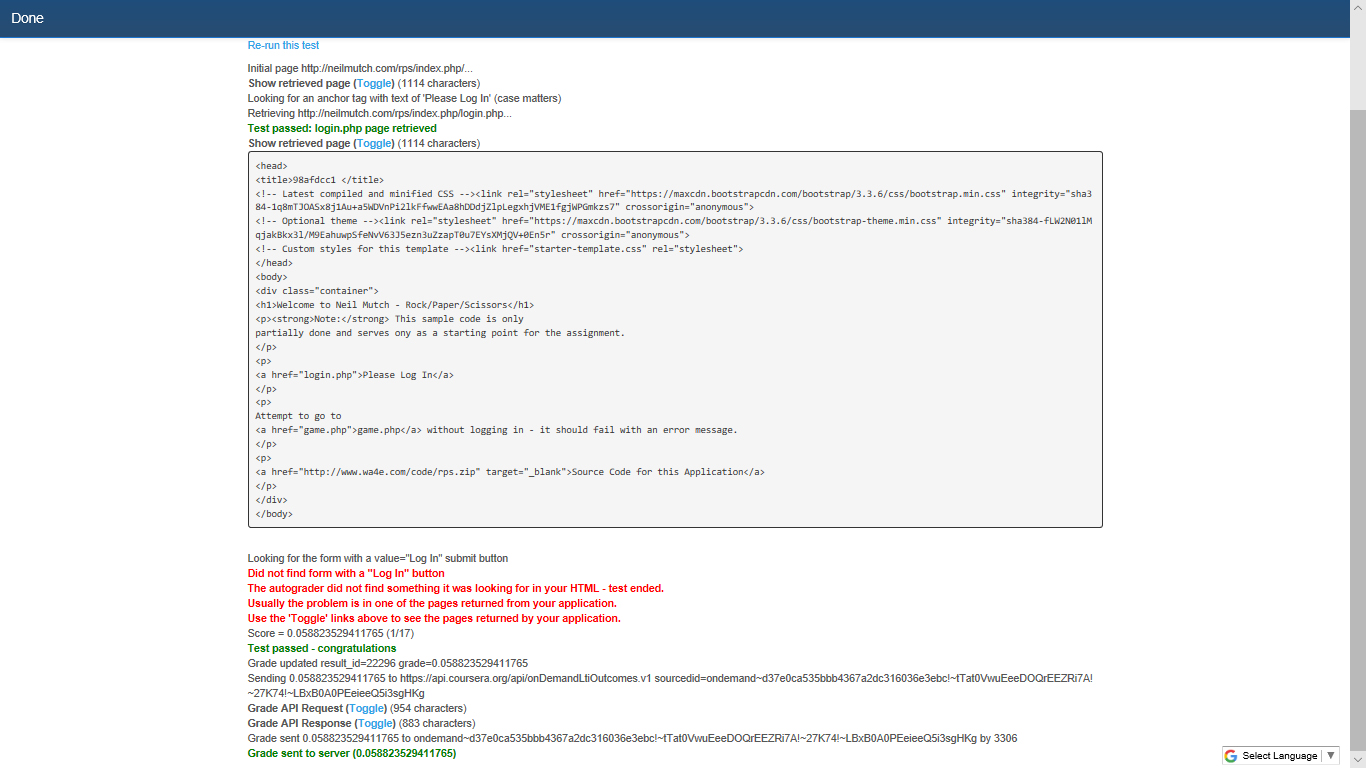 Done
Re-run this test
Initial page http://neilmutch.com/rps/index.php/...
Show retrieved page (Toggle) (1114 characters)
Looking for an anchor tag with text of 'Please Log In' (case matters)
Retrieving http://neilmutch.com/rps/index.php/login.php...
Test passed: login.php page retrieved
Show retrieved page (Toggle) (1114 characters)
<head>
<title>98afdcc1 </title>
<!-- Latest compiled and minified CSS --><link rel="stylesheet" href="https://maxcdn.bootstrapcdn.com/bootstrap/3.3.6/css/bootstrap.min.css" integrity="sha3
84-1q8mTJOASx8j1Au+a5WDVnPi2lkFfwwEAa8hDDdjZlpLegxhjVME1fgjWPGmkzs7" crossorigin="anonymous">
<!-- Optional theme --><link rel="stylesheet" href="https://maxcdn.bootstrapcdn.com/bootstrap/3.3.6/css/bootstrap-theme.min.css" integrity="sha384-fLW2N01lM
qjakBkx3l/M9EahuwpSfeNvV63J5ezn3uZzapT0u7EYsXMjQV+0En5r" crossorigin="anonymous">
<!-- Custom styles for this template --><link href="starter-template.css" rel="stylesheet">
</head>
<body>
<div class="container">
<h1>Welcome to Neil Mutch - Rock/Paper/Scissors</h1>
<p><strong>Note:</strong> This sample code is only
partially done and serves ony as a starting point for the assignment.
</p>
<p>
<a href="login.php">Please Log In</a>
</p>
<p>
Attempt to go to
<a href="game.php">game.php</a> without logging in - it should fail with an error message.
</p>
<p>
<a href="http://www.wa4e.com/code/rps.zip" target="_blank">Source Code for this Application</a>
</p>
</div>
</body>
Looking for the form with a value="Log In" submit button
Did not find form with a "Log In" button
The autograder did not find something it was looking for in your HTML - test ended.
Usually the problem is in one of the pages returned from your application.
Use the 'Toggle' links above to see the pages returned by your application.
Score = 0.058823529411765 (1/17)
Test passed - congratulations
Grade updated result_id=22296 grade=0.058823529411765
Sending 0.058823529411765 to https://api.coursera.org/api/onDemandLtiOutcomes.v1 sourcedid=ondemand~d37e0ca535bbb4367a2dc316036e3ebc!~tTat0VwuEeeDOQrEEZRi7A!
~27K74!~LBxB0A0PEeieeQ5i3sgHKg
Grade API Request (Toggle) (954 characters)
Grade API Response (Toggle) (883 characters)
Grade sent 0.058823529411765 to ondemand~d37e0ca535bbb4367a2dc316036e3ebc!~tTat0VwuEeeDOQrEEZRi7A!~27K74!~LBxB0A0PEeieeQ5i3sgHKg by 3306
Grade sent to server (0.058823529411765)
Select Language